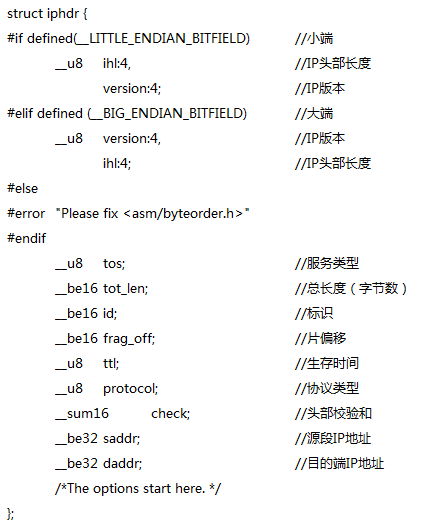 struct iphdr {
#if defined(__LITTLE_ENDIAN_BITFIELD) //小端
__u8 ihl:4, //IP头部长度
version:4; //IP版本
#elif defined (__BIG_ENDIAN_BITFIELD) //大端
__u8 version:4, //IP版本
ihl:4; //IP头部长度
#else
#error "Please fix <asm/byteorder.h>"
#endif
__u8 tos; //服务类型
__be16 tot_len; //总长度（字节数）
__be16 id; //标识
__be16 frag_off; //片偏移
__u8 ttl; //生存时间
__u8 protocol; //协议类型
__sum16 check; //头部校验和
__be32 saddr; //源段IP地址
__be32 daddr; //目的端IP地址
/*The options start here. */
};